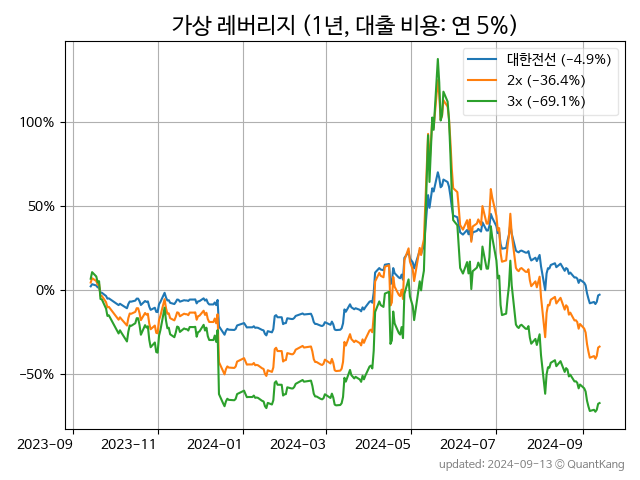 가상 레버리지 (1년, 대출 비용: 연 5%)
대한전선 (−4.9%)
2x (−36.4%)
3x (−69.1%)
100%
50%
0%
−50%
2023-09
2023-11
2024-01
2024-03
2024-05
2024-07
2024-09
updated: 2024-09-13 © QuantKang